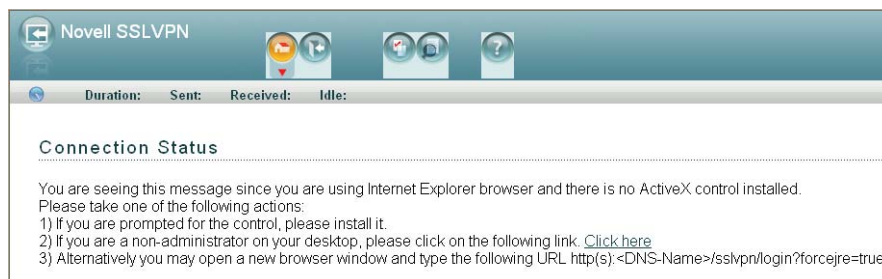 Novell SSLVPN
?
Duration: Sent: Received: Idle:
Connection Status
You are seeing this message since you are using Internet Explorer browser and there is no ActiveX control installed.
Please take one of the following actions:
1) If you are prompted for the control, please install it.
2) If you are a non-administrator on your desktop, please click on the following link. Click here
3) Alternatively you may open a new browser window and type the following URL http(s):<DNS-Name>/sslvpn/login?forcejre=true